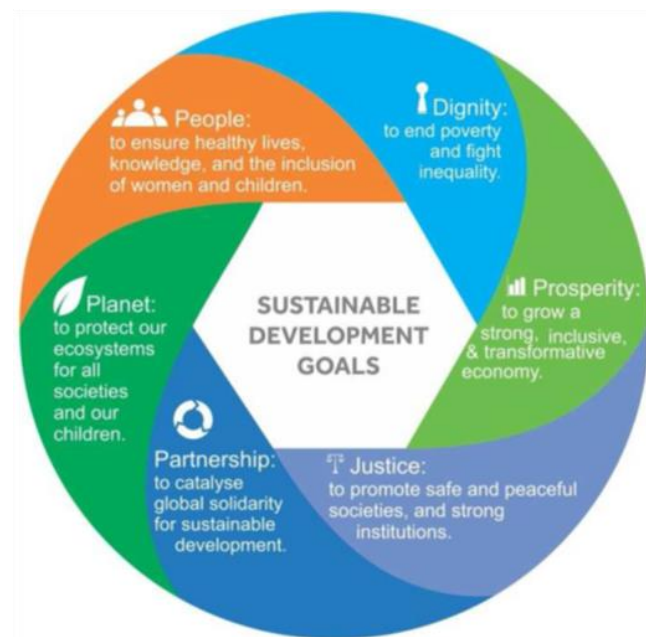 People:
to ensure healthy lives,
knowledge, and the inclusion
of women and children.
Dignity:
to end poverty
and fight
inequality.
Prosperity:
to grow a
strong, inclusive,
& transformative
economy.
Justice:
to promote safe and peaceful
societies, and strong
institutions.
Partnership:
to catalyse
global solidarity
for sustainable
development.
Planet:
to protect our
ecosystems
for all
societies
and our
children.
SUSTAINABLE
DEVELOPMENT
GOALS